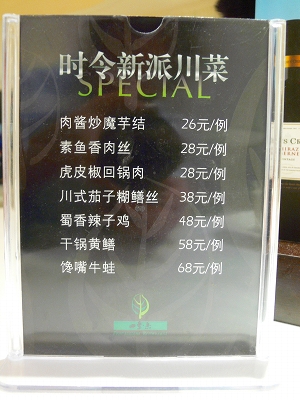 时令新派川菜
SPECIAL
肉酱炒魔芋结 26元/例
素鱼香肉丝 28元/例
虎皮椒回锅肉 28元/例
川式茄子糊鳝丝 38元/例
蜀香辣子鸡 48元/例
干锅黄鳝 58元/例
馋嘴牛蛙 68元/例